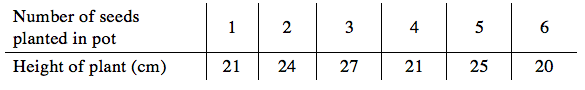 Number of seeds
planted in pot 1 2 3 4 5 6
Height of plant (cm) 21 24 27 21 25 20